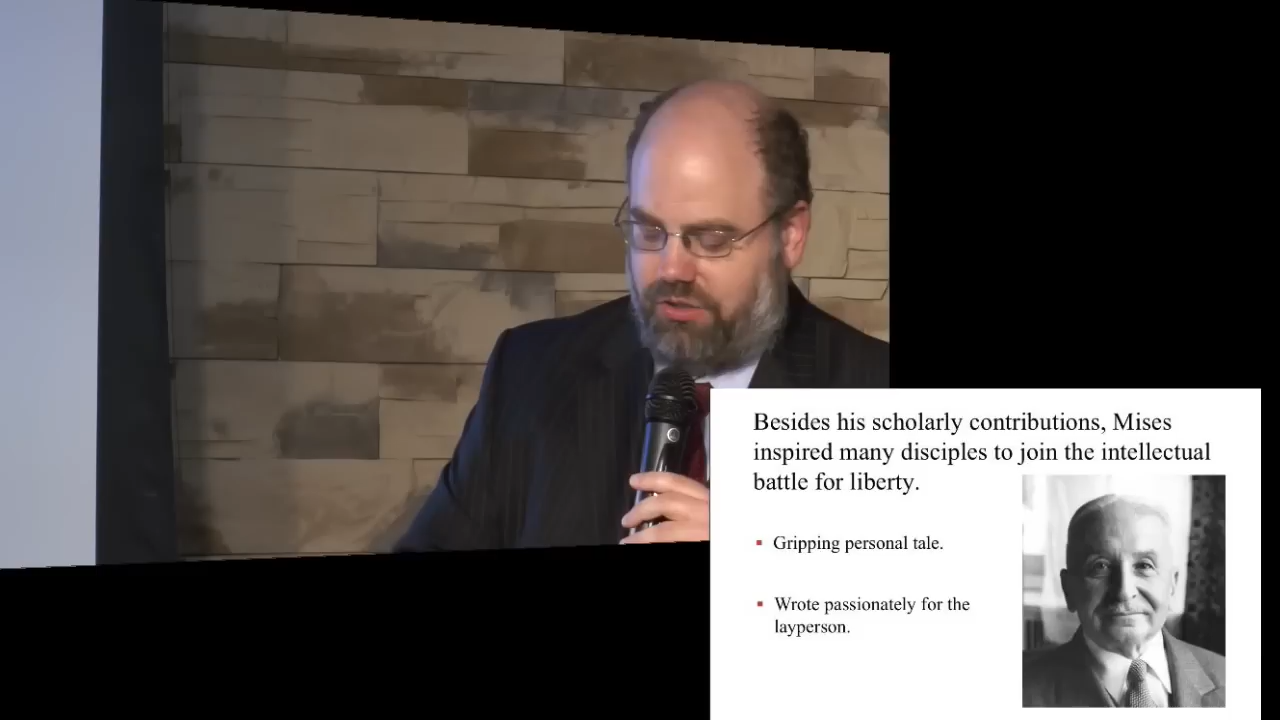 Besides his scholarly contributions, Mises
inspired many disciples to join the intellectual
battle for liberty.
▪ Gripping personal tale.
▪ Wrote passionately for the
layperson.